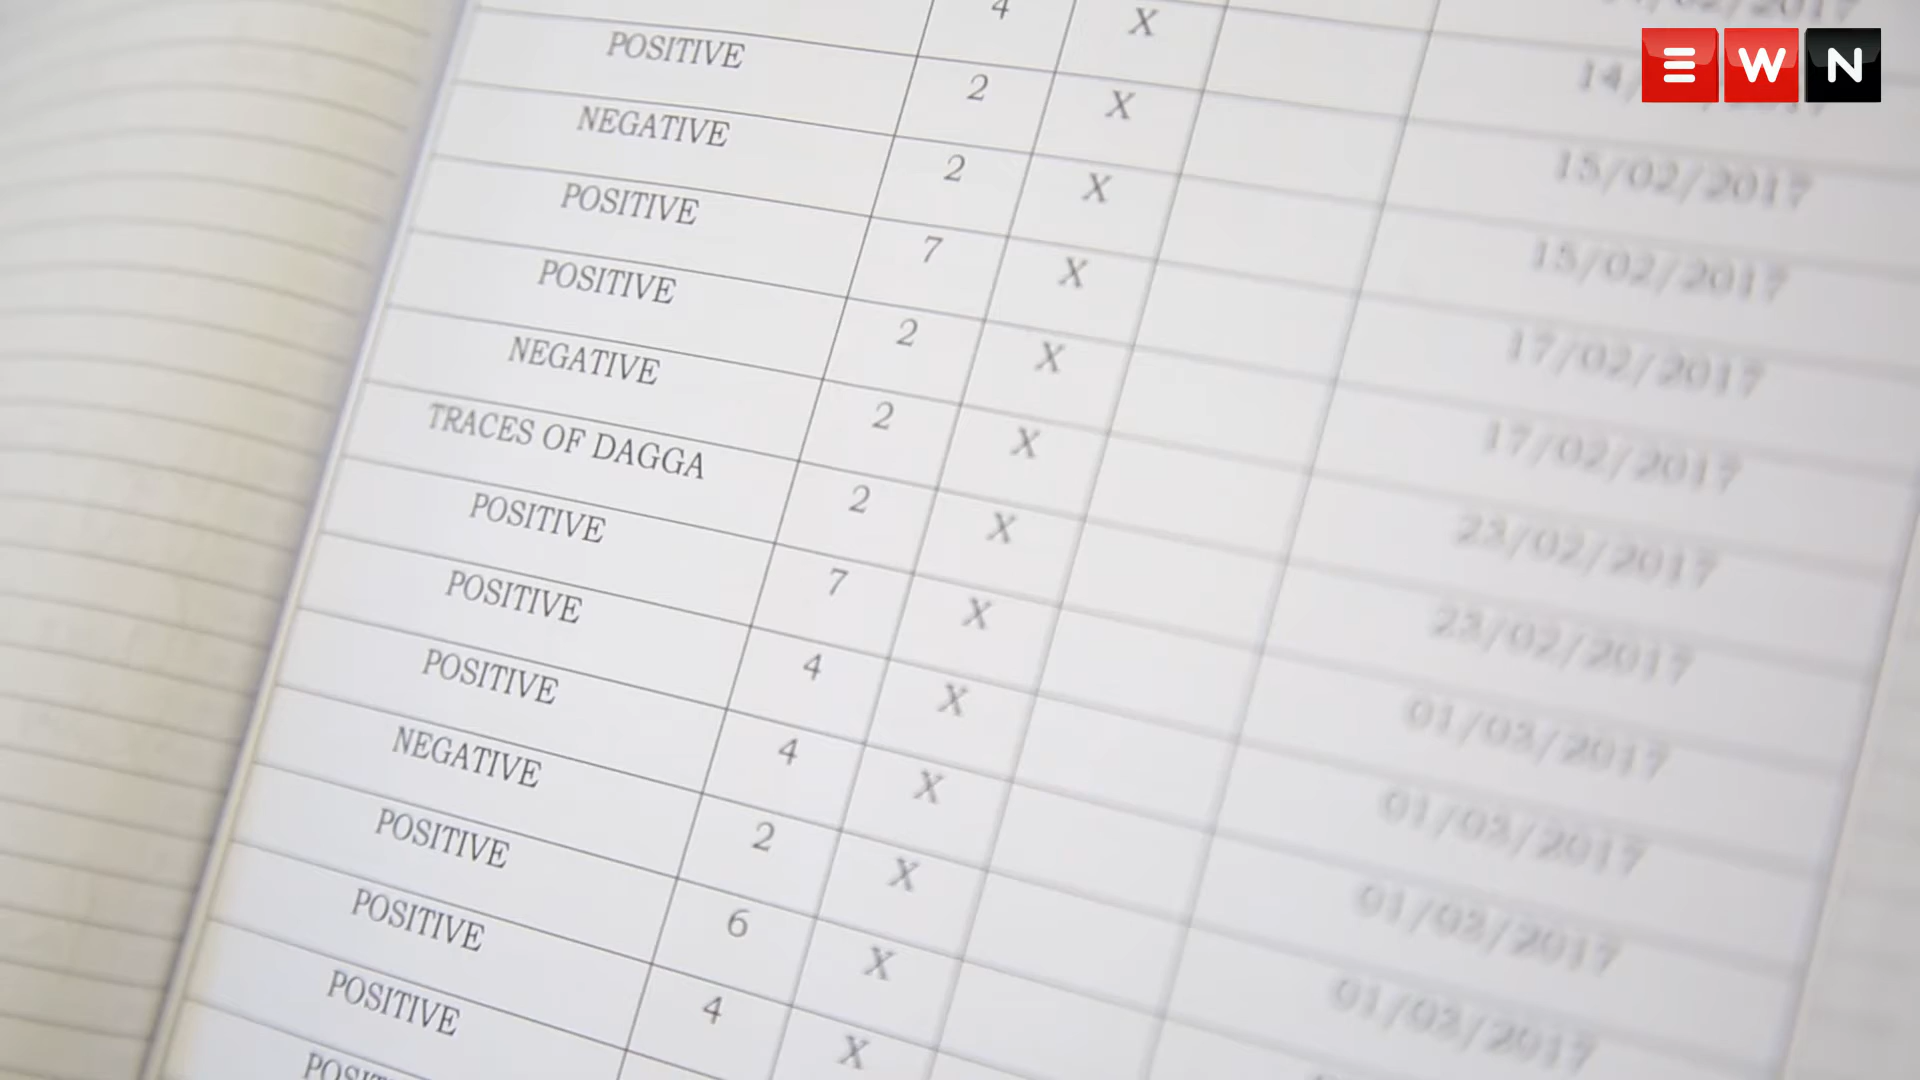 EWN
4 X
POSITIVE 2 X 15/02/2017
NEGATIVE 2 X 15/02/2017
POSITIVE 7 X 17/02/2017
POSITIVE 2 X 17/02/2017
NEGATIVE 2 X 23/02/2017
TRACES OF DAGGA 2 X 23/02/2017
POSITIVE 7 X 01/03/2017
POSITIVE 4 X 01/03/2017
POSITIVE 4 X 01/03/2017
NEGATIVE 2 X 01/03/2017
POSITIVE 6 X
POSITIVE 4 X
POSITIVE